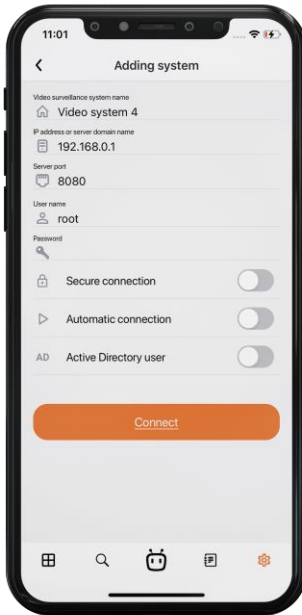 11:01
Adding system
Video surveillance system name
Video system 4
IP address or server domain name
192.168.0.1
Server port
8080
User name
root
Password
Secure connection
Automatic connection
AD Active Directory user
Connect